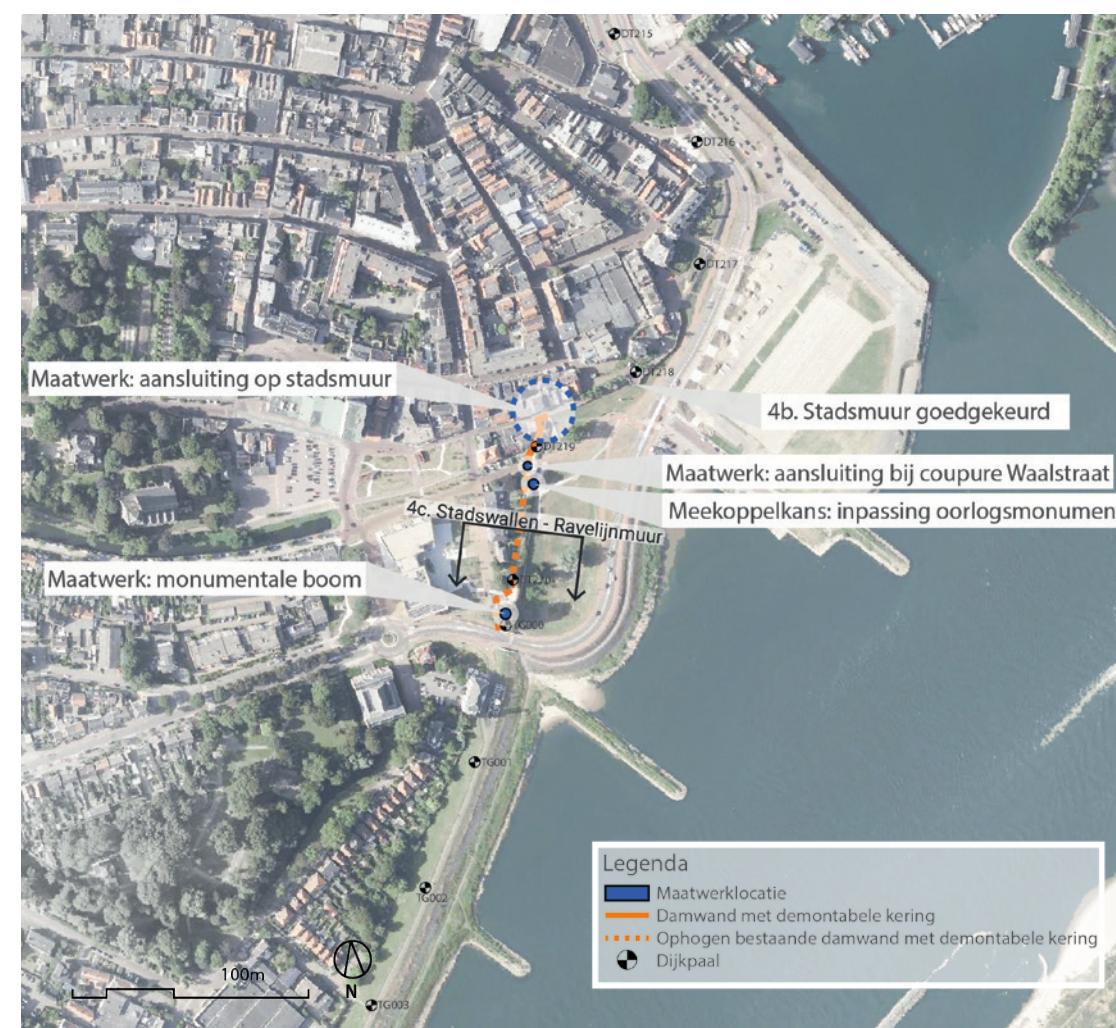 DT215
DT216
DT217
Maatwerk: aansluiting op stadsmuur
DT218
4b. Stadsmuur goedgekeurd
DT219
Maatwerk: aansluiting bij coupure Waalstraat
4c. Stadswallen - Ravelijnmuur
Meekoppelkans: inpassing oorlogsmonumen
Maatwerk: monumentale boom
TG000
TG001
Legenda
Maatwerklocatie
TG002
Damwand met demontabele kering
Ophogen bestaande damwand met demontabele kering
Dijkpaal
100m
N
TG003